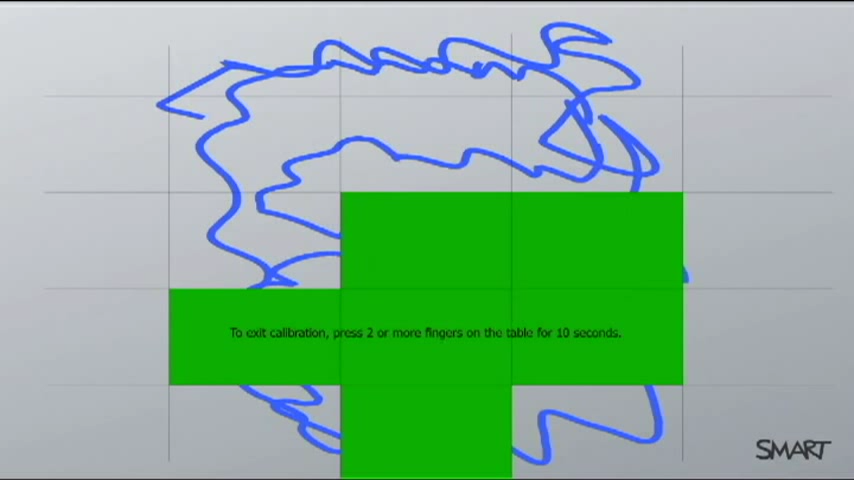 To exit calibration, press 2 or more fingers on the table for 10 seconds.
SMART